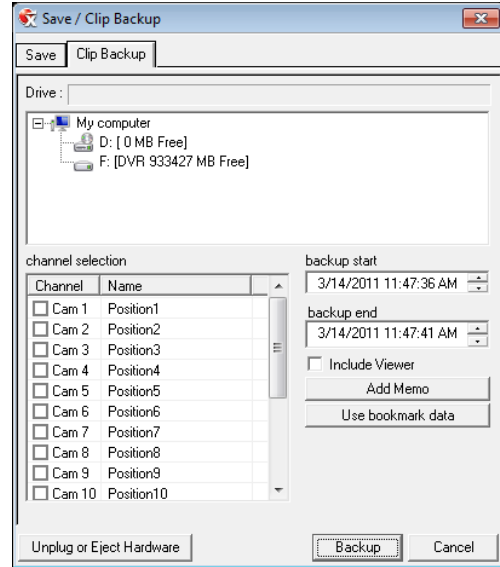 Save / Clip Backup
Save Clip Backup
Drive :
My computer
D: [ 0 MB Free]
F: [DVR 933427 MB Free]
channel selection
Channel Name
Cam 1 Position1
Cam 2 Position2
Cam 3 Position3
Cam 4 Position4
Cam 5 Position5
Cam 6 Position6
Cam 7 Position7
Cam 8 Position8
Cam 9 Position9
Cam 10 Position10
backup start
3/14/2011 11:47:36 AM
backup end
3/14/2011 11:47:41 AM
Include Viewer
Add Memo
Use bookmark data
Unplug or Eject Hardware
Backup
Cancel